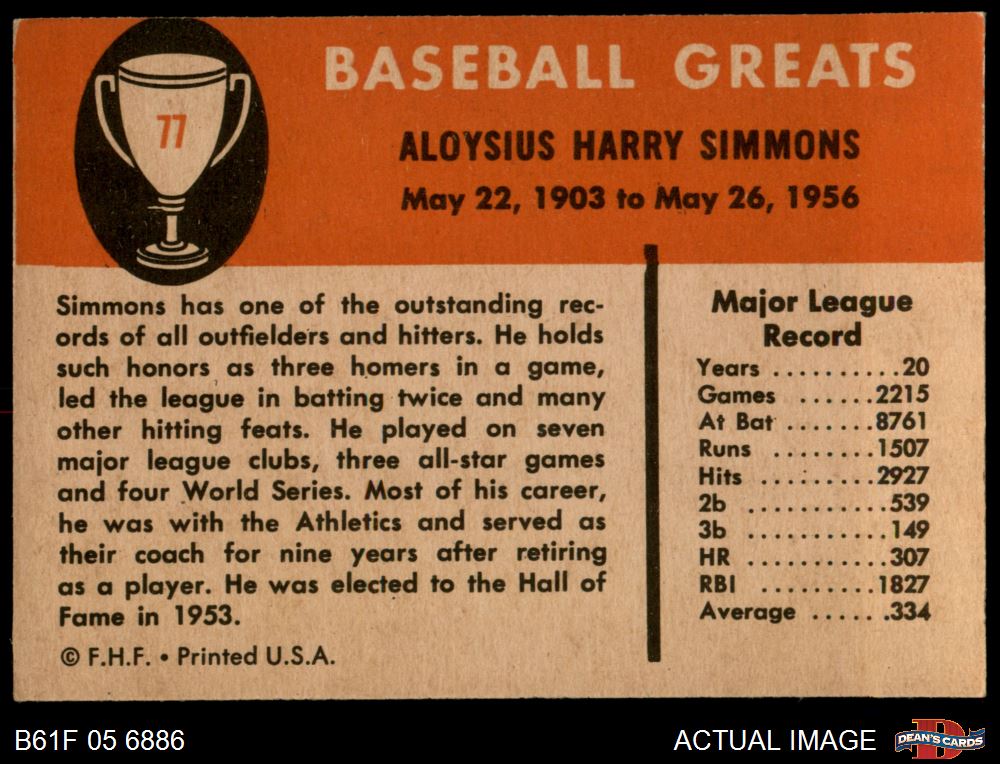 77
BASEBALL GREATS
ALOYSIUS HARRY SIMMONS
May 22, 1903 to May 26, 1956
Simmons has one of the outstanding rec-
ords of all outfielders and hitters. He holds
such honors as three homers in a game,
led the league in batting twice and many
other hitting feats. He played on seven
major league clubs, three all-star games
and four World Series. Most of his career,
he was with the Athletics and served as
their coach for nine years after retiring
as a player. He was elected to the Hall of
Fame in 1953.
© F.H.F. • Printed U.S.A.
Major League
Record
Years ..........20
Games ......2215
At Bat .......8761
Runs ........1507
Hits .........2927
2b ...........539
3b ...........149
HR ..........307
RBI .........1827
Average .......334
B61F 05 6886
ACTUAL IMAGE
D
DEAN'S CARDS